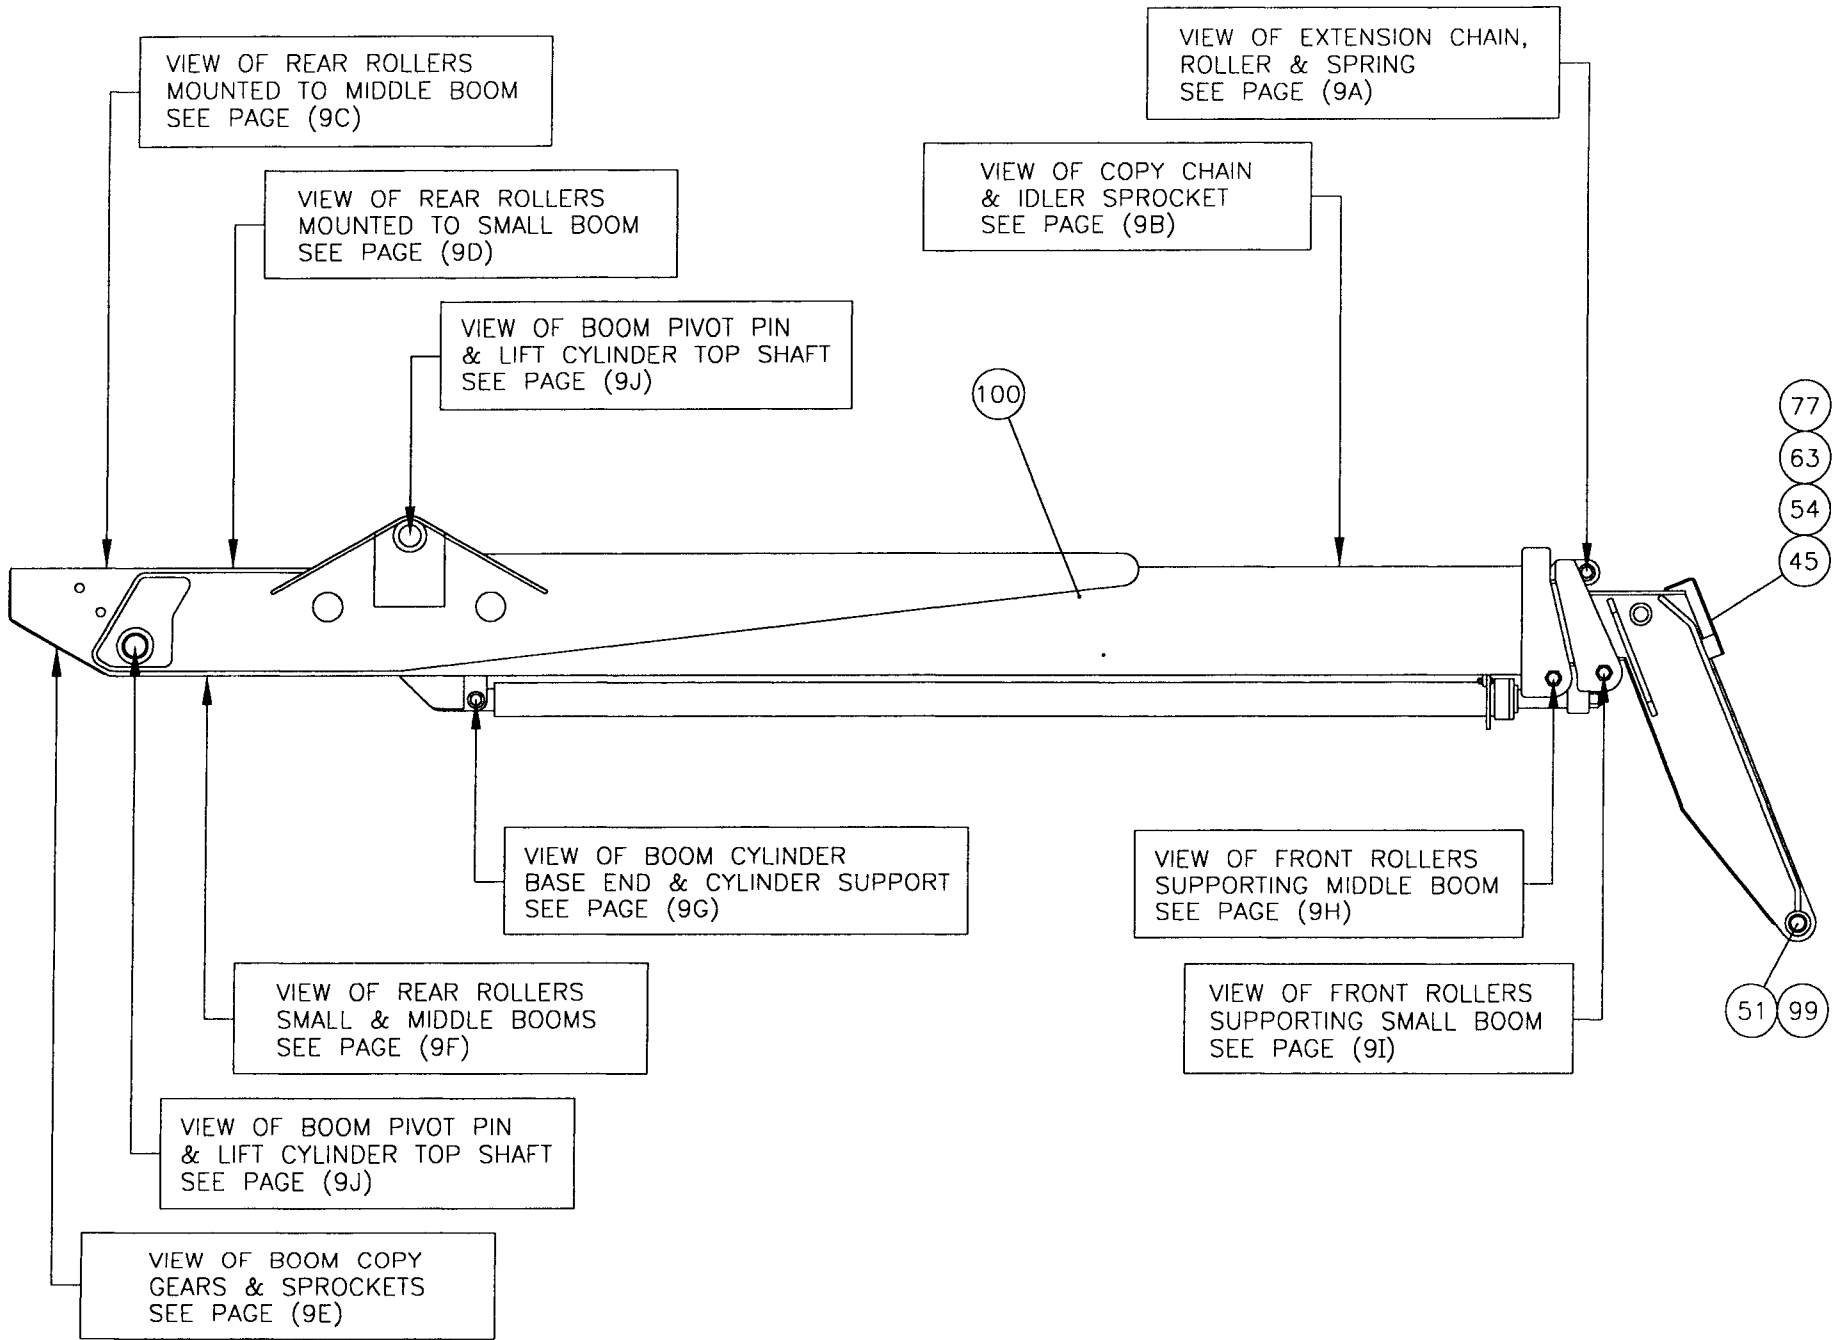 VIEW OF REAR ROLLERS
MOUNTED TO MIDDLE BOOM
SEE PAGE (9C)
VIEW OF EXTENSION CHAIN,
ROLLER & SPRING
SEE PAGE (9A)
VIEW OF REAR ROLLERS
MOUNTED TO SMALL BOOM
SEE PAGE (9D)
VIEW OF COPY CHAIN
& IDLER SPROCKET
SEE PAGE (9B)
VIEW OF BOOM PIVOT PIN
& LIFT CYLINDER TOP SHAFT
SEE PAGE (9J)
100
77
63
54
45
VIEW OF BOOM CYLINDER
BASE END & CYLINDER SUPPORT
SEE PAGE (9G)
VIEW OF FRONT ROLLERS
SUPPORTING MIDDLE BOOM
SEE PAGE (9H)
VIEW OF REAR ROLLERS
SMALL & MIDDLE BOOMS
SEE PAGE (9F)
VIEW OF FRONT ROLLERS
SUPPORTING SMALL BOOM
SEE PAGE (9I)
51 99
VIEW OF BOOM PIVOT PIN
& LIFT CYLINDER TOP SHAFT
SEE PAGE (9J)
VIEW OF BOOM COPY
GEARS & SPROCKETS
SEE PAGE (9E)